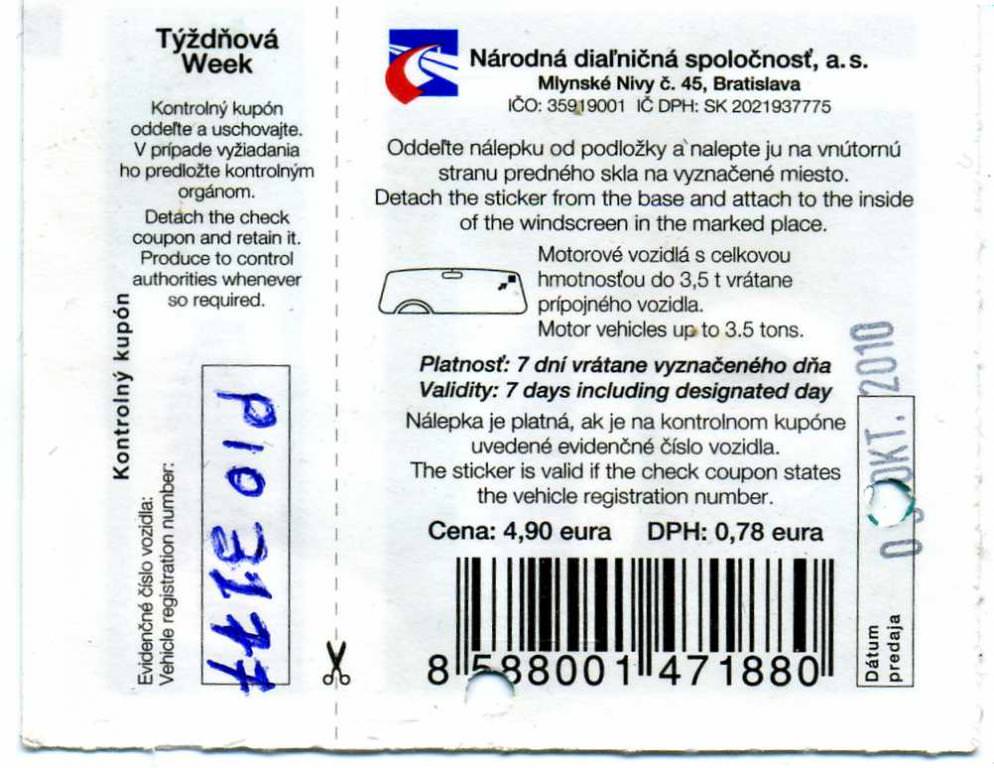 Týždňová
Week
Kontrolný kupón
oddeľte a uschovajte.
V prípade vyžiadania
ho predložte kontrolným
orgánom.
Detach the check
coupon and retain it.
Produce to control
authorities whenever
so required.
Kontrolný kupón
Evidenčné číslo vozidla:
Vehicle registration number:
Národná diaľničná spoločnosť, a. s.
Mlynské Nivy č. 45, Bratislava
IČO: 35919001 IČ DPH: SK 2021937775
Oddeľte nálepku od podložky a nalepte ju na vnútornú
stranu predného skla na vyznačené miesto.
Detach the sticker from the base and attach to the inside
of the windscreen in the marked place.
Motorové vozidlá s celkovou
hmotnosťou do 3,5 t vrátane
prípojného vozidla.
Motor vehicles up to 3.5 tons.
Platnosť: 7 dní vrátane vyznačeného dňa
Validity: 7 days including designated day
Nálepka je platná, ak je na kontrolnom kupóne
uvedené evidenčné číslo vozidla.
The sticker is valid if the check coupon states
the vehicle registration number.
Cena: 4,90 eura DPH: 0,78 eura
8 588001 471880
Dátum
predaja
OKT. 2010